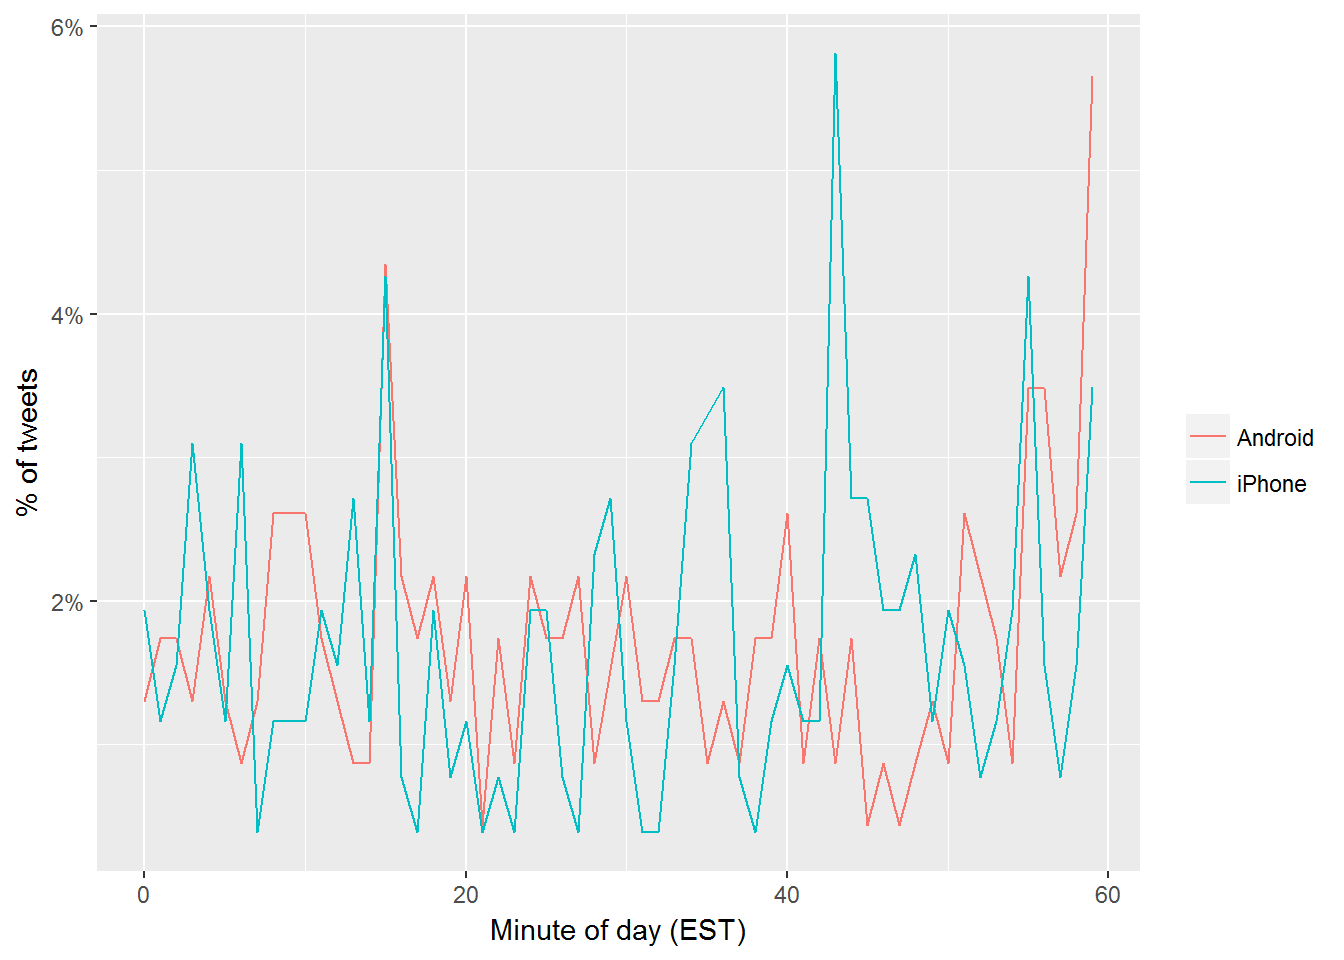 6%
4%
2%
% of tweets
0 20 40 60
Minute of day (EST)
Android
iPhone